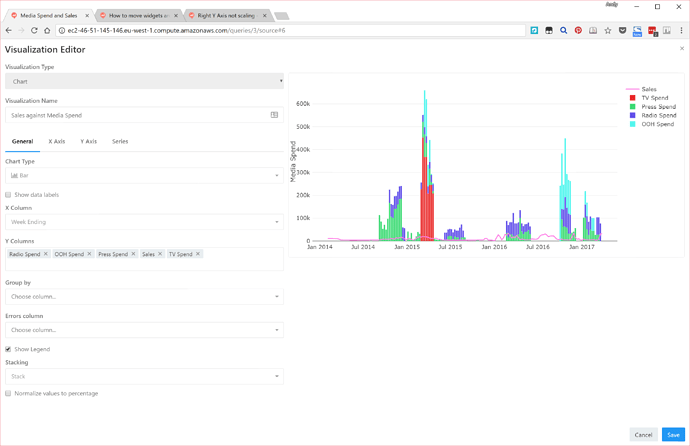 Andy
Media Spend and Sales
How to move widgets an
Right Y Axis not scaling
ec2-46-51-145-146.eu-west-1.compute.amazonaws.com/queries/3/source#6
Visualization Editor
Visualization Type
Chart
Visualization Name
Sales against Media Spend
General X Axis Y Axis Series
Chart Type
Bar
Show data labels
X Column
Week Ending
Y Columns
Radio Spend OOH Spend Press Spend Sales TV Spend
Group by
Choose column...
Errors column
Choose column...
Show Legend
Stacking
Stack
Normalize values to percentage
Media Spend
600k
500k
400k
300k
200k
100k
0
Jan 2014 Jul 2014 Jan 2015 Jul 2015 Jan 2016 Jul 2016 Jan 2017
Sales
TV Spend
Press Spend
Radio Spend
OOH Spend
Cancel Save